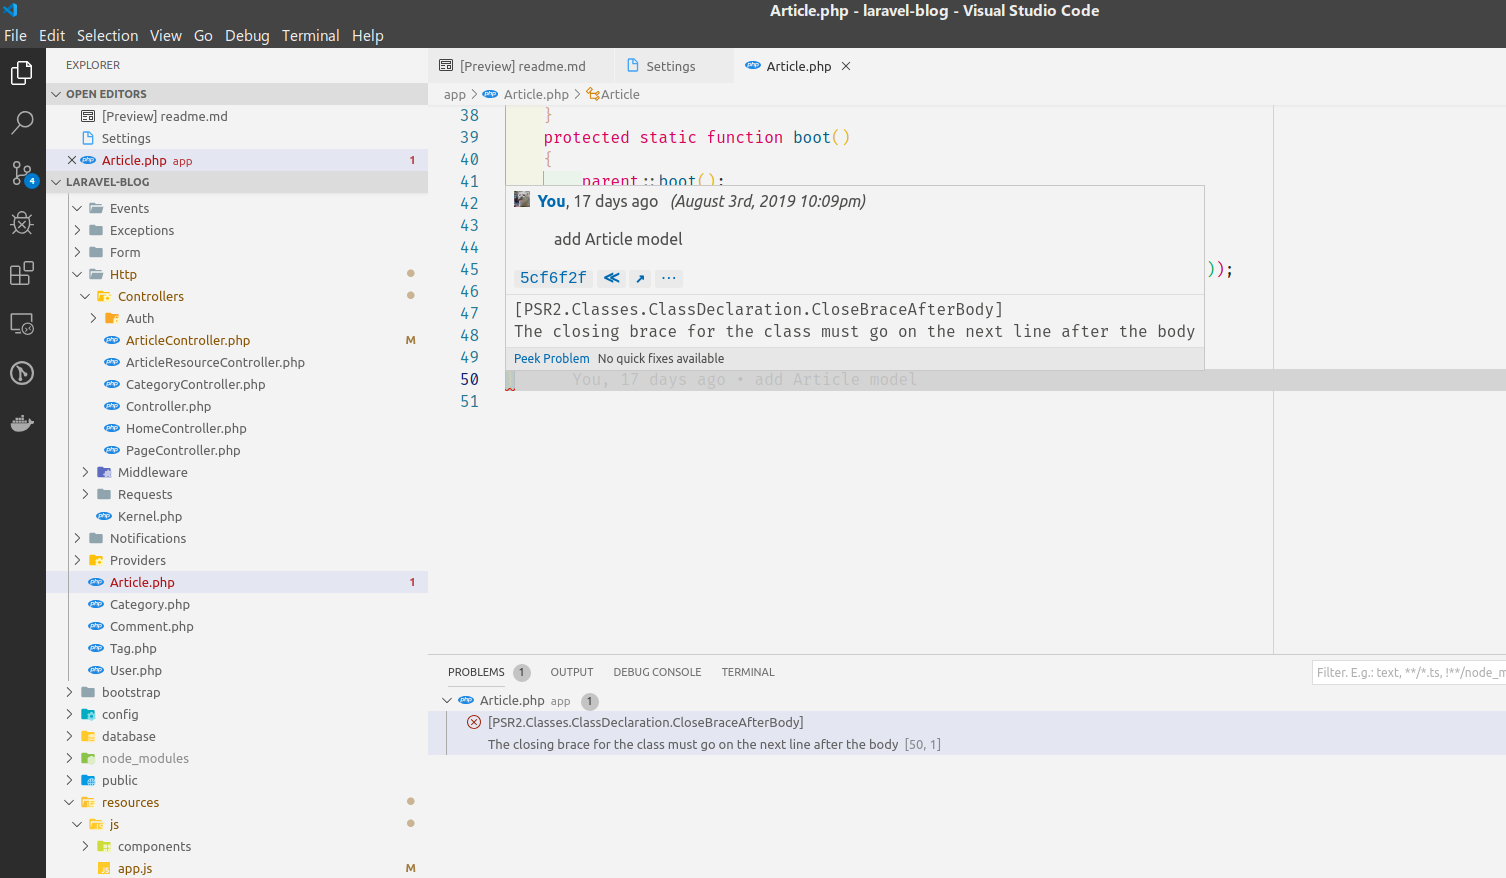 Article.php - laravel-blog - Visual Studio Code
File Edit Selection View Go Debug Terminal Help
EXPLORER
OPEN EDITORS
[Preview] readme.md
Settings
Article.php app 1
4
LARAVEL-BLOG
Events
Exceptions
Form
Http
Controllers
Auth
ArticleController.php M
ArticleResourceController.php
CategoryController.php
Controller.php
HomeController.php
PageController.php
Middleware
Requests
Kernel.php
Notifications
Providers
Article.php 1
Category.php
Comment.php
Tag.php
User.php
bootstrap
config
database
node_modules
public
resources
js
components
app.js M
[Preview] readme.md Settings Article.php
app Article.php Article
38 }
39 protected static function boot()
40 {
41 parent::boot();
42
43
44
45 ));
46
47
48
49
50 You, 17 days ago • add Article model
51
You, 17 days ago (August 3rd, 2019 10:09pm)
add Article model
5cf6f2f ≪ ↗ ···
[PSR2.Classes.ClassDeclaration.CloseBraceAfterBody]
The closing brace for the class must go on the next line after the body
Peek Problem No quick fixes available
PROBLEMS 1 OUTPUT DEBUG CONSOLE TERMINAL
Filter. E.g.: text, **/*.ts, !**/node_m
Article.php app 1
[PSR2.Classes.ClassDeclaration.CloseBraceAfterBody]
The closing brace for the class must go on the next line after the body [50, 1]